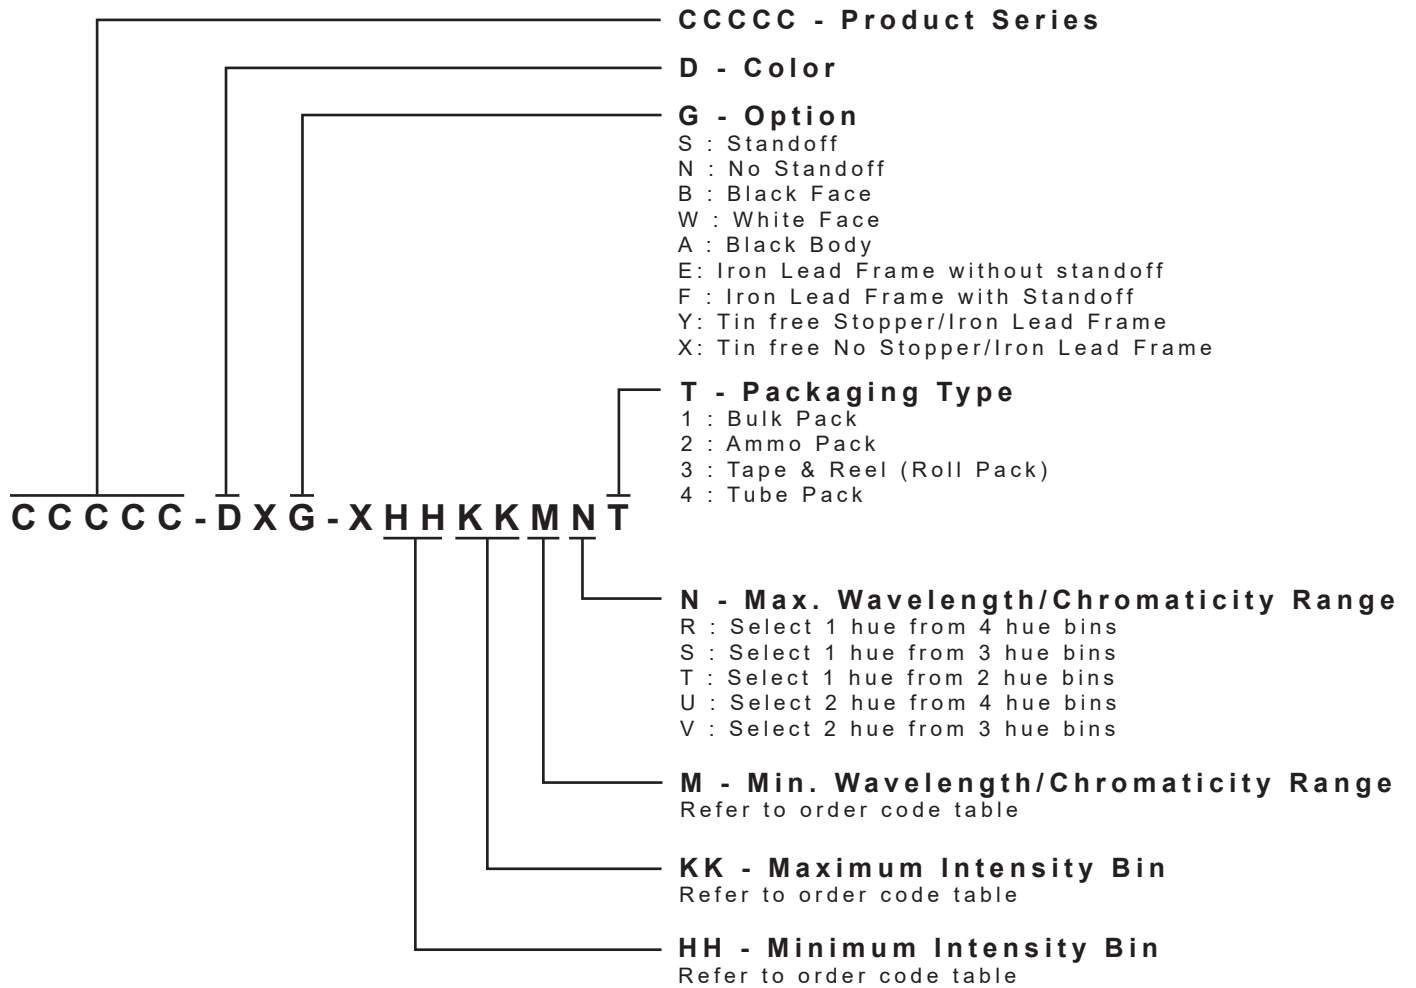 CCCCC - Product Series
D - Color
G - Option
S : Standoff
N : No Standoff
B : Black Face
W : White Face
A : Black Body
E: Iron Lead Frame without standoff
F : Iron Lead Frame with Standoff
Y: Tin free Stopper/Iron Lead Frame
X: Tin free No Stopper/Iron Lead Frame
T - Packaging Type
1 : Bulk Pack
2 : Ammo Pack
3 : Tape & Reel (Roll Pack)
4 : Tube Pack
CCCCC-DXG-XHHKKMNT
N - Max. Wavelength/Chromaticity Range
R : Select 1 hue from 4 hue bins
S : Select 1 hue from 3 hue bins
T : Select 1 hue from 2 hue bins
U : Select 2 hue from 4 hue bins
V : Select 2 hue from 3 hue bins
M - Min. Wavelength/Chromaticity Range
Refer to order code table
KK - Maximum Intensity Bin
Refer to order code table
HH - Minimum Intensity Bin
Refer to order code table